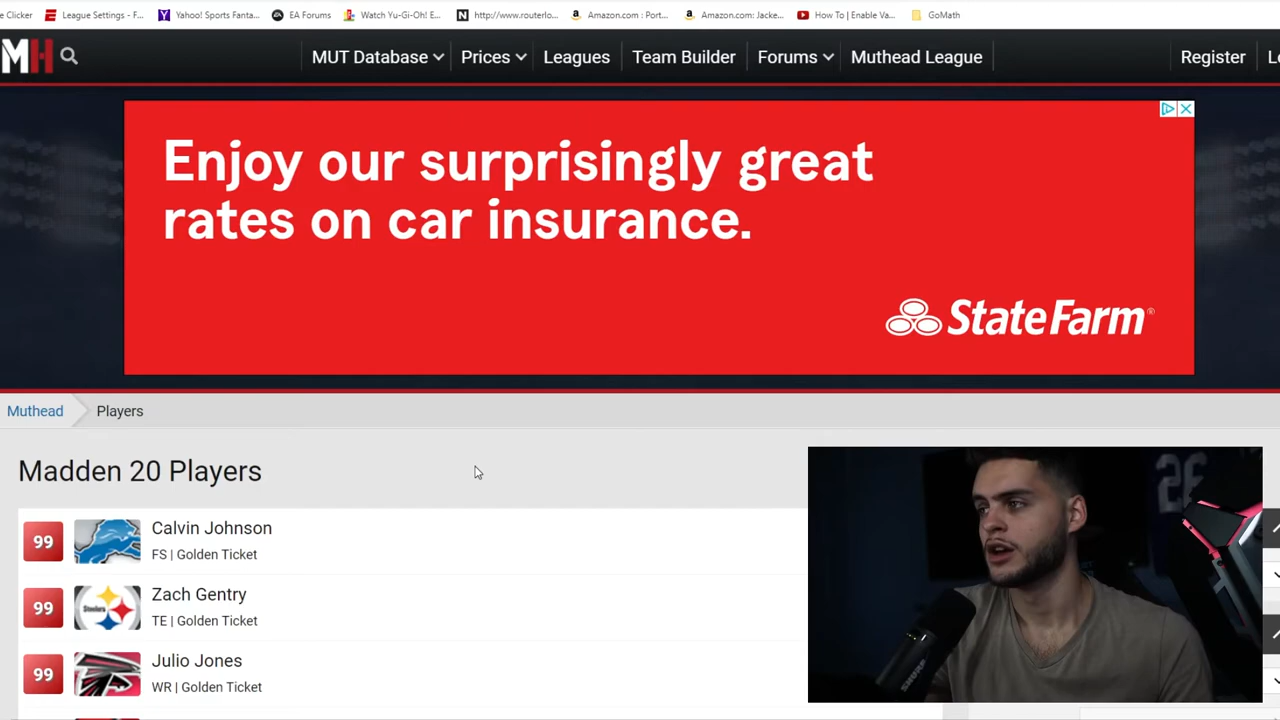 e Clicker League Settings - F... Yahoo! Sports Fanta... EA Forums Watch Yu-Gi-Oh! E... http://www.routerlo... Amazon.com : Port... Amazon.com: Jacke... How To | Enable Va... GoMath
MH MUT Database Prices Leagues Team Builder Forums Muthead League Register
Enjoy our surprisingly great
rates on car insurance.
StateFarm®
Muthead Players
Madden 20 Players
99 Calvin Johnson
FS | Golden Ticket
99 Steelers Zach Gentry
TE | Golden Ticket
99 Julio Jones
WR | Golden Ticket
26
SHURE